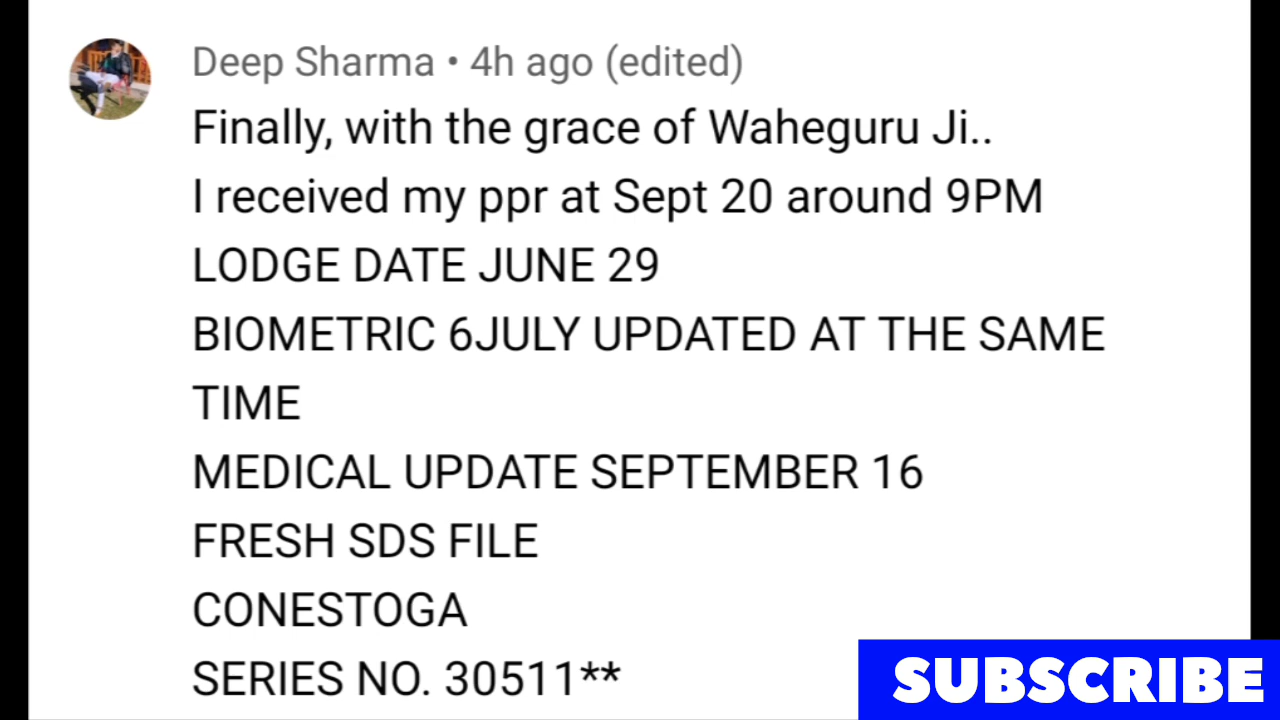 Deep Sharma • 4h ago (edited)
Finally, with the grace of Waheguru Ji..
I received my ppr at Sept 20 around 9PM
LODGE DATE JUNE 29
BIOMETRIC 6JULY UPDATED AT THE SAME
TIME
MEDICAL UPDATE SEPTEMBER 16
FRESH SDS FILE
CONESTOGA
SERIES NO. 30511**
SUBSCRIBE